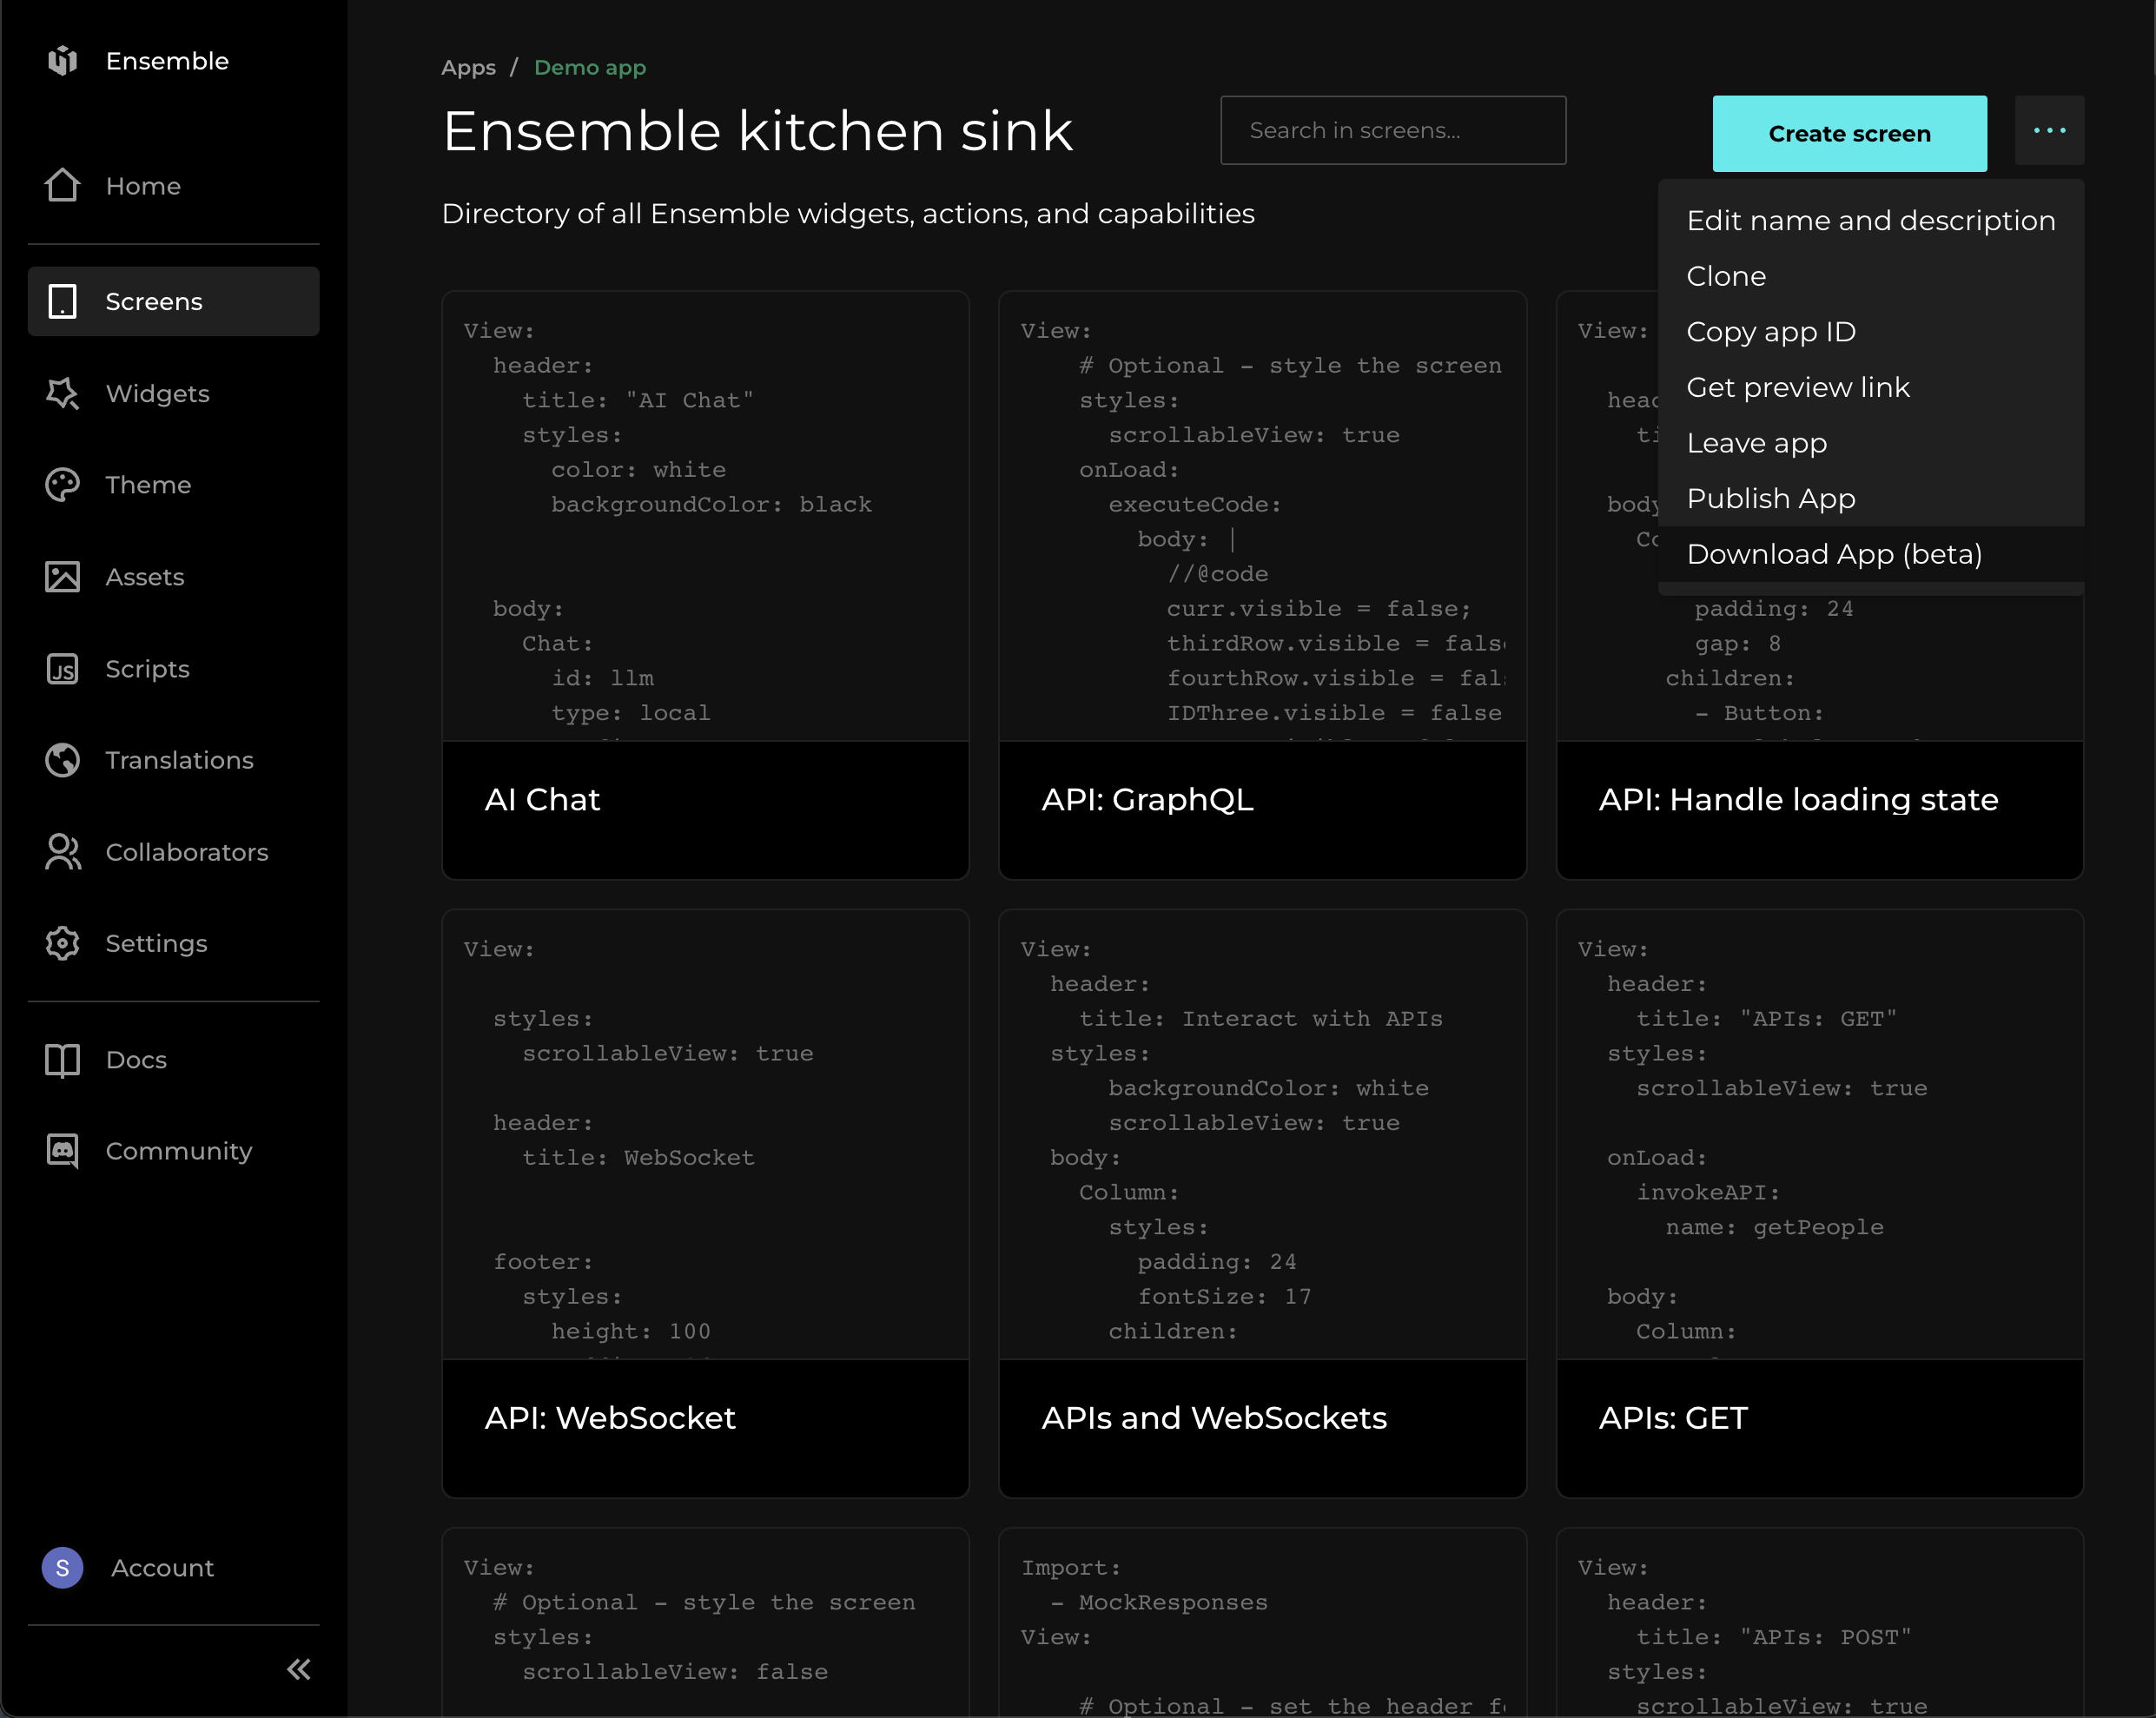 Ensemble
Home
Screens
Widgets
Theme
Assets
Scripts
Translations
Collaborators
Settings
Docs
Community
S Account
Apps / Demo app
Ensemble kitchen sink
Search in screens...
Create screen
Directory of all Ensemble widgets, actions, and capabilities
Edit name and description
Clone
Copy app ID
Get preview link
Leave app
Publish App
Download App (beta)
View:
header:
title: "AI Chat"
styles:
color: white
backgroundColor: black
body:
Chat:
id: llm
type: local
AI Chat
View:
# Optional - style the screen
styles:
scrollableView: true
onLoad:
executeCode:
body: |
//@code
curr.visible = false;
thirdRow.visible = fals
fourthRow.visible = fal
IDThree.visible = false
API: GraphQL
View:
padding: 24
gap: 8
children:
- Button:
API: Handle loading state
View:
styles:
scrollableView: true
header:
title: WebSocket
footer:
styles:
height: 100
API: WebSocket
View:
header:
title: Interact with APIs
styles:
backgroundColor: white
scrollableView: true
body:
Column:
styles:
padding: 24
fontSize: 17
children:
APIs and WebSockets
View:
header:
title: "APIs: GET"
styles:
scrollableView: true
onLoad:
invokeAPI:
name: getPeople
body:
Column:
APIs: GET
View:
# Optional - style the screen
styles:
scrollableView: false
Import:
- MockResponses
View:
# Optional - set the header
View:
header:
title: "APIs: POST"
styles:
scrollableView: true